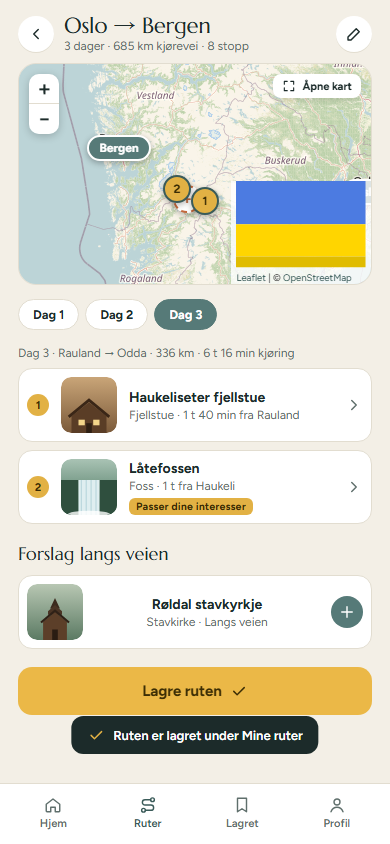 Oslo → Bergen
3 dager · 685 km kjørevei · 8 stopp
Vestland
+
−
Åpne kart
Bergen
Buskerud
2
1
Rogaland
Leaflet | © OpenStreetMap
Dag 1
Dag 2
Dag 3
Dag 3 · Rauland → Odda · 336 km · 6 t 16 min kjøring
1
Haukeliseter fjellstue
Fjellstue · 1 t 40 min fra Rauland
2
Låtefossen
Foss · 1 t fra Haukeli
Passer dine interesser
Forslag langs veien
Røldal stavkyrkje
Stavkirke · Langs veien
+
Lagre ruten
Ruten er lagret under Mine ruter
Hjem
Ruter
Lagret
Profil